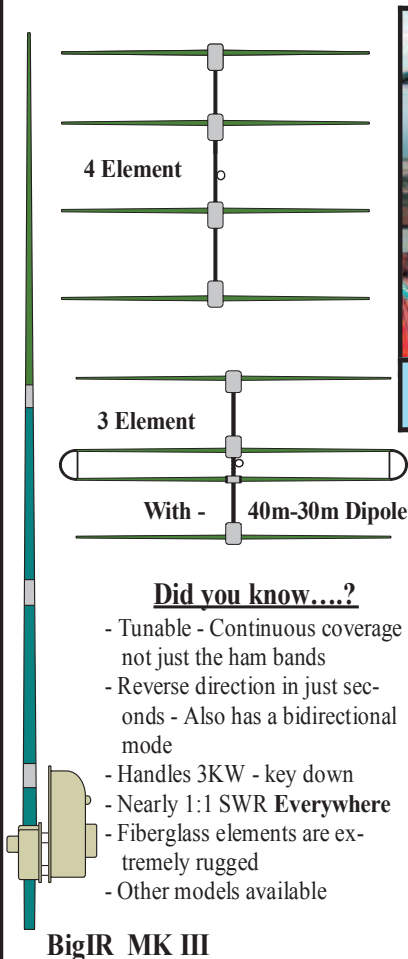 4 Element
3 Element
With - 40m-30m Dipole
Did you know....?
- Tunable - Continuous coverage
not just the ham bands
- Reverse direction in just sec-
onds - Also has a bidirectional
mode
- Handles 3KW - key down
- Nearly 1:1 SWR Everywhere
- Fiberglass elements are ex-
tremely rugged
- Other models available
BigIR MK III